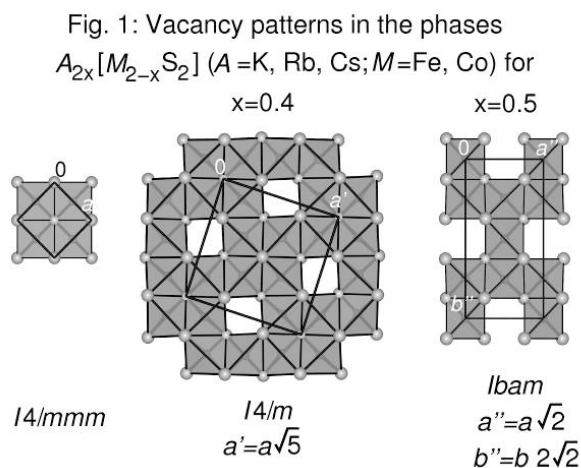 Fig. 1: Vacancy patterns in the phases
A₂ₓ[M₂₋ₓS₂] (A =K, Rb, Cs; M=Fe, Co) for
x=0.4
x=0.5
0
a
0
a'
0
a''
b''
I4/mmm
I4/m
a'=a√5
Ibam
a''=a√2
b''=b 2√2